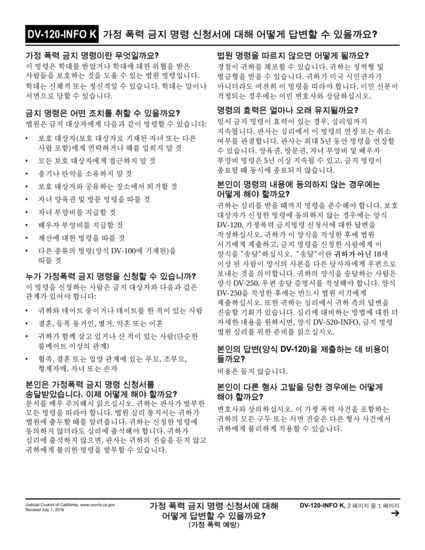 DV-120-INFO K 가정 폭력 금지 명령 신청서에 대해 어떻게 답변할 수 있을까요?
가정 폭력 금지 명령이란 무엇일까요?
이 명령은 학대를 받았거나 학대에 대한 위협을 받은
사람들을 보호하는 것을 도울 수 있는 법원 명령입니다.
학대는 신체적 또는 정신적일 수 있습니다. 학대는 말이나
서면으로 당할 수 있습니다.
금지 명령은 어떤 조치를 취할 수 있을까요?
법원은 금지 대상자에게 다음과 같이 명령할 수 있습니다:
• 보호 대상자(보호 대상자로 기재된 자녀 또는 다른
사람 포함)에게 연락하거나 해를 입히지 말 것
• 모든 보호 대상자에게 접근하지 말 것
• 총기나 탄약을 소유하지 말 것
• 보호 대상자와 공유하는 장소에서 퇴거할 것
• 자녀 양육권 및 방문 명령을 따를 것
• 자녀 부양비를 지급할 것
• 배우자 부양비를 지급할 것
• 재산에 대한 명령을 따를 것
• 다른 종류의 명령(양식 DV-100에 기재된)을
따를 것
누가 가정폭력 금지 명령을 신청할 수 있습니까?
이 명령을 신청하는 사람은 금지 대상자와 다음과 같은
관계가 있어야 합니다:
• 귀하와 데이트 중이거나 데이트를 한 적이 있는 사람
• 결혼, 등록 동거인, 별거, 약혼 또는 이혼
• 귀하가 함께 살고 있거나 산 적이 있는 사람(단순한
룸메이트 이상의 관계)
• 혈족, 결혼 또는 입양 관계에 있는 부모, 조부모,
형제자매, 자녀 또는 손자
본인은 가정폭력 금지 명령 신청서를
송달받았습니다. 이제 어떻게 해야 할까요?
문서를 매우 주의해서 읽으십시오. 귀하는 판사가 발부한
모든 명령을 따라야 합니다. 법원 심리 통지서는 귀하가
법원에 출두할 때를 알려줍니다. 귀하는 신청한 명령에
동의하지 않더라도 심리에 출석해야 합니다. 귀하가
심리에 출석하지 않으면, 판사는 귀하의 진술을 듣지 않고
귀하에게 불리한 명령을 발부할 수 있습니다.
법원 명령을 따르지 않으면 어떻게 될까요?
경찰이 귀하를 체포할 수 있습니다. 귀하는 징역형 및
벌금형을 받을 수 있습니다. 귀하가 미국 시민권자가
아니더라도 여전히 이 명령을 따라야 합니다. 이민 신분이
걱정되는 경우에는 이민 변호사와 상담하십시오.
명령의 효력은 얼마나 오래 유지될까요?
임시 금지 명령이 효력이 있는 경우, 심리일까지
지속됩니다. 판사는 심리에서 이 명령의 연장 또는 취소
여부를 판결합니다. 판사는 최대 5년 동안 명령을 연장할
수 있습니다. 양육권, 방문권, 자녀 부양비 및 배우자
부양비 명령은 5년 이상 지속될 수 있고, 금지 명령이
종료될 때 동시에 종료되지 않습니다.
본인이 명령의 내용에 동의하지 않는 경우에는
어떻게 해야 할까요?
귀하는 심리를 받을 때까지 명령을 준수해야 합니다. 보호
대상자가 신청한 명령에 동의하지 않는 경우에는 양식
DV-120, 가정폭력 금지명령 신청서에 대한 답변을
작성하십시오. 귀하가 이 양식을 작성한 후에 법원
서기에게 제출하고, 금지 명령을 신청한 사람에게 이
양식을 "송달"하십시오. "송달"이란 귀하가 아닌 18세
이상 된 사람이 양식의 사본을 다른 당사자에게 우편으로
보내는 것을 의미합니다. 귀하의 양식을 송달하는 사람은
양식 DV-250, 우편 송달 증명서를 작성해야 합니다. 양식
DV-250을 작성한 후에는 반드시 법원 서기에게
제출하십시오. 또한 귀하는 심리에서 귀하 측의 답변을
진술할 기회가 있습니다. 심리에 대비하는 방법에 대한 더
자세한 내용을 원하시면, 양식 DV-520-INFO, 금지 명령
법원 심리를 위한 준비를 읽으십시오.
본인의 답변(양식 DV-120)을 제출하는 데 비용이
들까요?
비용은 들지 않습니다.
본인이 다른 형사 고발을 당한 경우에는 어떻게
해야 할까요?
변호사와 상의하십시오. 이 가정 폭력 사건을 포함하는
귀하의 모든 구두 또는 서면 진술은 다른 형사 사건에서
귀하에게 불리하게 작용할 수 있습니다.
Judicial Council of California, www.courts.ca.gov
Revised July 1, 2016
가정 폭력 금지 명령 신청서에 대해
어떻게 답변할 수 있을까요?
(가정 폭력 예방)
DV-120-INFO K, 2 페이지 중 1 페이지